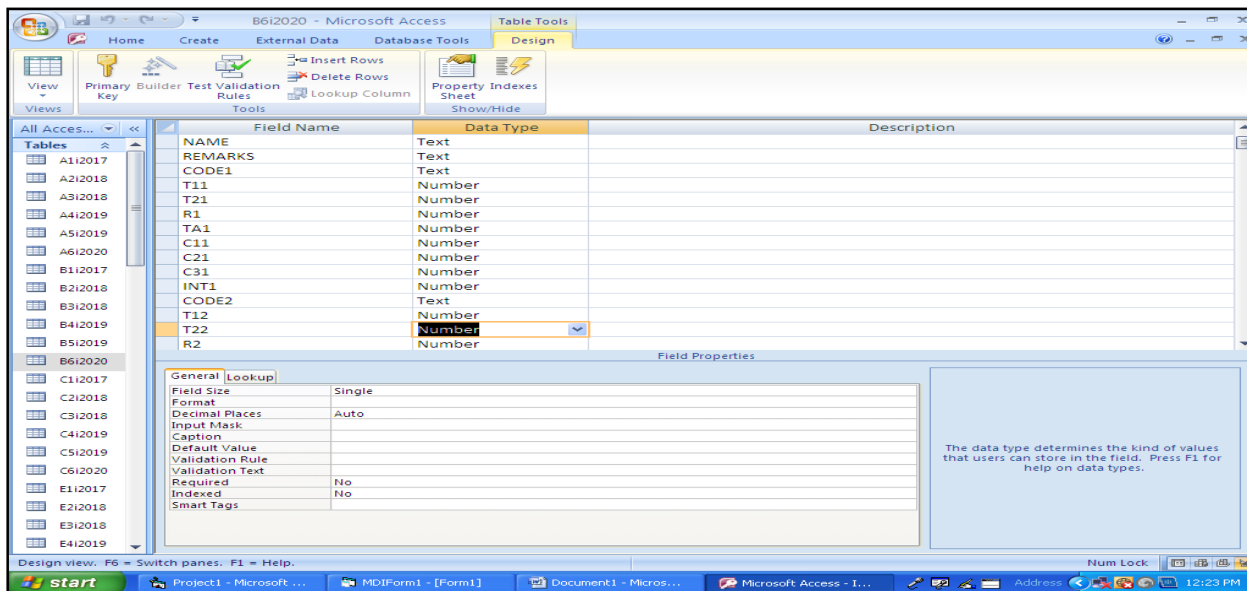 B6i2020 - Microsoft Access
Table Tools
Home Create External Data Database Tools Design
View
Views
Primary Key
Builder
Test Validation Rules
Insert Rows
Delete Rows
Lookup Column
Tools
Property Sheet
Indexes
Show/Hide
All Acces...
Tables
A1i2017
A2i2018
A3i2018
A4i2019
A5i2019
A6i2020
B1i2017
B2i2018
B3i2018
B4i2019
B5i2019
B6i2020
C1i2017
C2i2018
C3i2018
C4i2019
C5i2019
C6i2020
E1i2017
E2i2018
E3i2018
E4i2019
Field Name Data Type Description
NAME Text
REMARKS Text
CODE1 Text
T11 Number
T21 Number
R1 Number
TA1 Number
C11 Number
C21 Number
C31 Number
INT1 Number
CODE2 Text
T12 Number
T22 Number
R2 Number
Field Properties
General Lookup
Field Size Single
Format
Decimal Places Auto
Input Mask
Caption
Default Value
Validation Rule
Validation Text
Required No
Indexed No
Smart Tags
The data type determines the kind of values
that users can store in the field. Press F1 for
help on data types.
Design view. F6 = Switch panes. F1 = Help.
Num Lock
start
Project1 - Microsoft ...
MDIForm1 - [Form1]
Document1 - Micros...
Microsoft Access - I...
Address
12:23 PM